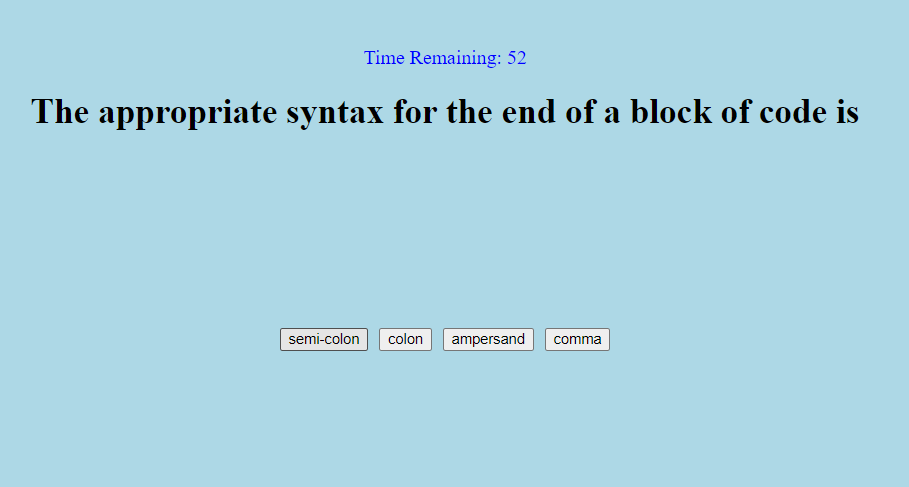 Time Remaining: 52
The appropriate syntax for the end of a block of code is
semi-colon colon ampersand comma